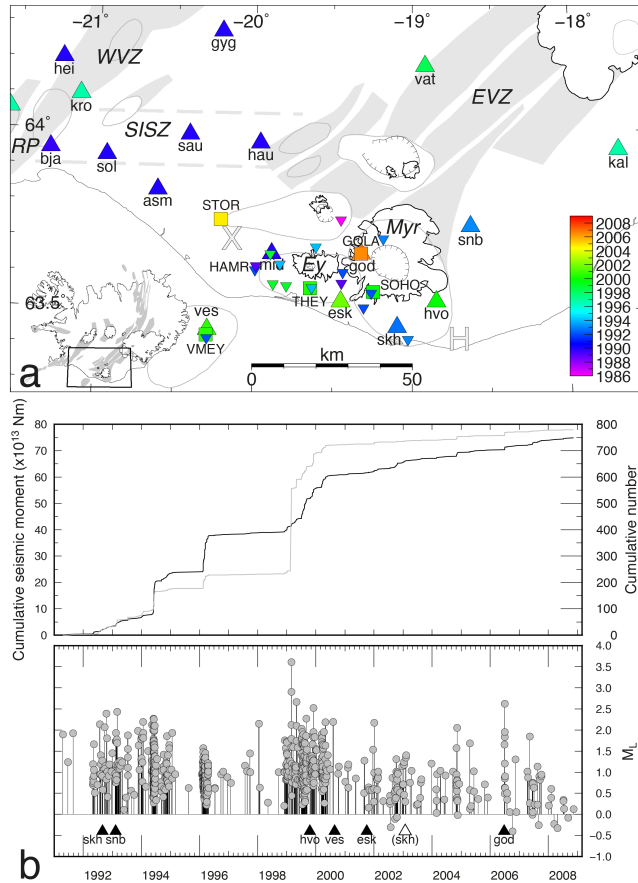 −21° −20° −19° −18°
WVZ gyg
hei vat
EVZ
kro
64°
SISZ
RP sau kal
bja sol hau
asm STOR
X Myr snb
GOLA
HAMR mid Ey god
SOHO
63.5°
THEY esk hvo
ves
skh H
VMEY
km
0 50
2008
2006
2004
2002
2000
1998
1996
1994
1992
1990
1988
1986
a
Cumulative seismic moment (x10¹³ Nm)
80
70
60
50
40
30
20
10
0
800
700
600
500
400
300
200
100
0
Cumulative number
4.0
3.5
3.0
2.5
2.0
1.5
1.0
0.5
0.0
−0.5
−1.0
M_L
skh snb hvo ves esk (skh) god
1992 1994 1996 1998 2000 2002 2004 2006 2008
b